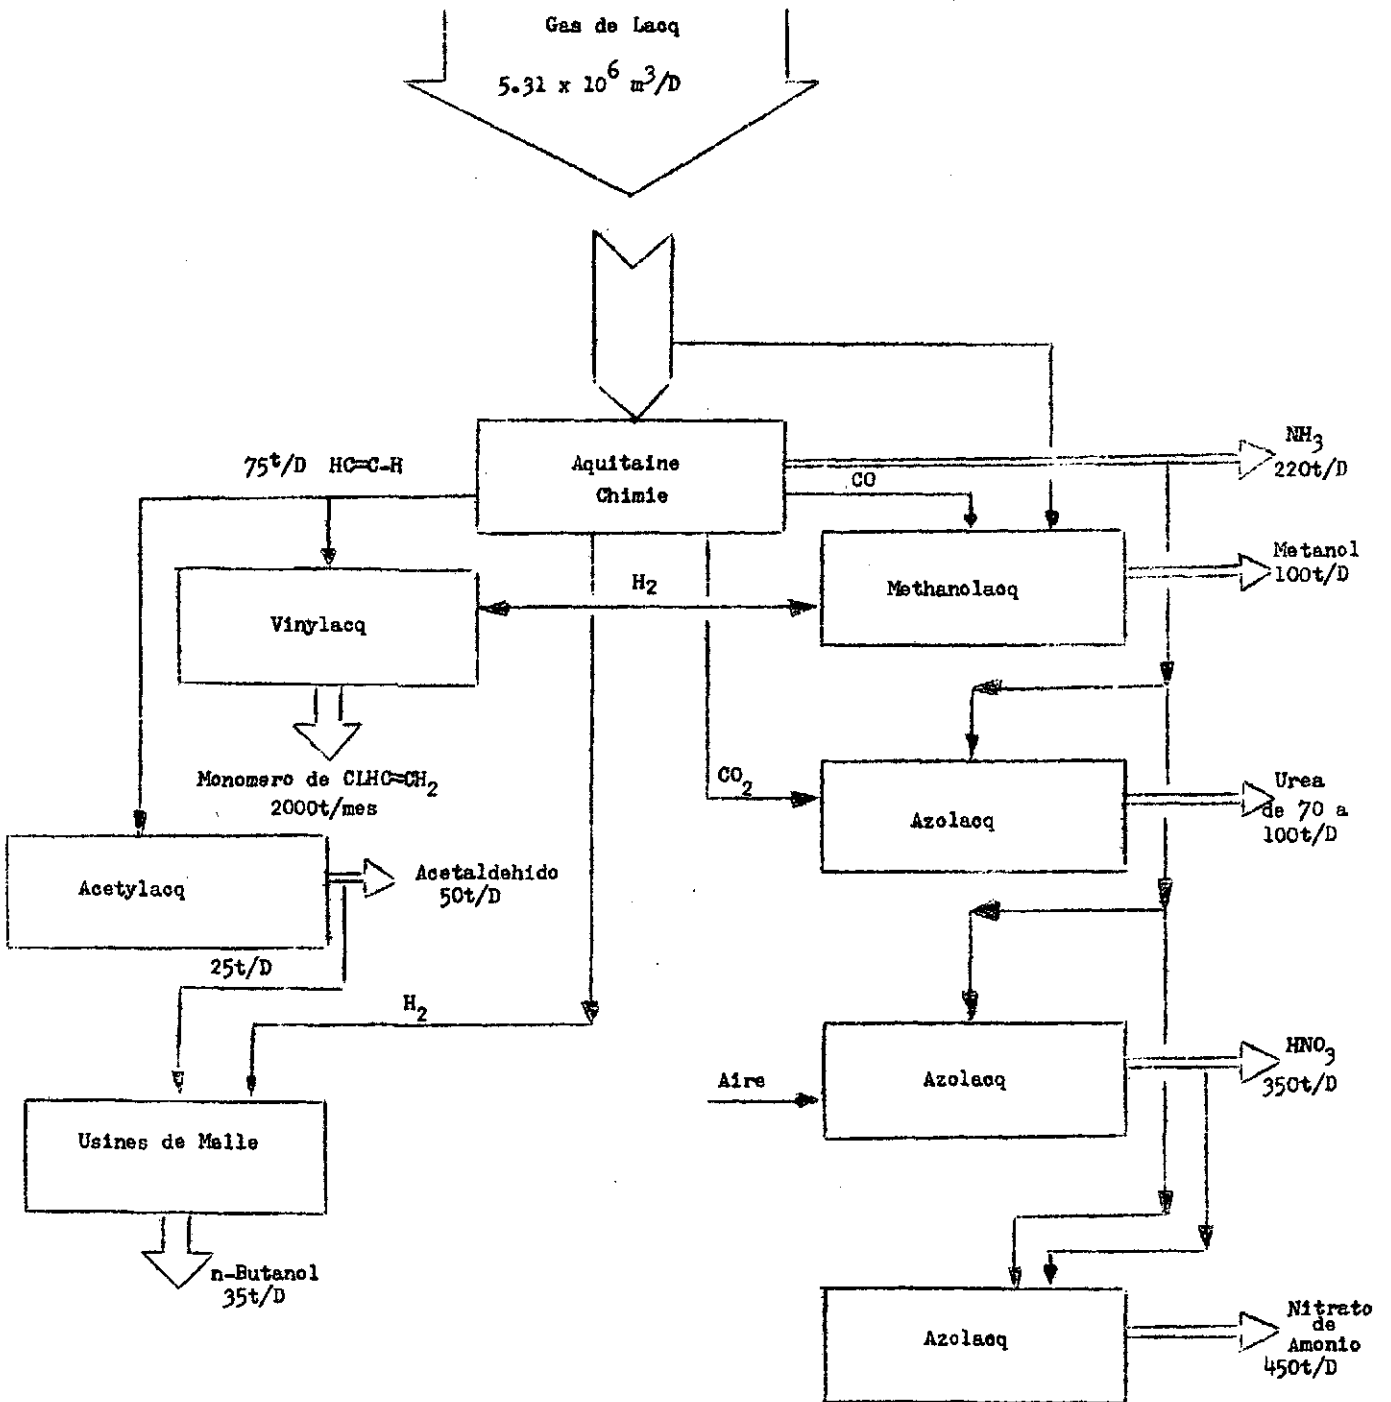 Gas de Lacq
5.31 x 10⁶ m³/D
Aquitaine
Chimie
75t/D HC=C-H
CO
NH₃
220t/D
Metanol
100t/D
Methanolacq
H₂
Vinylacq
Monomero de CLHC=CH₂
2000t/mes
CO₂
Azolacq
Urea
de 70 a
100t/D
Acetylacq
Acetaldehido
50t/D
25t/D
H₂
Aire
Azolacq
HNO₃
350t/D
Usines de Melle
n-Butanol
35t/D
Azolacq
Nitrato
de
Amonio
450t/D